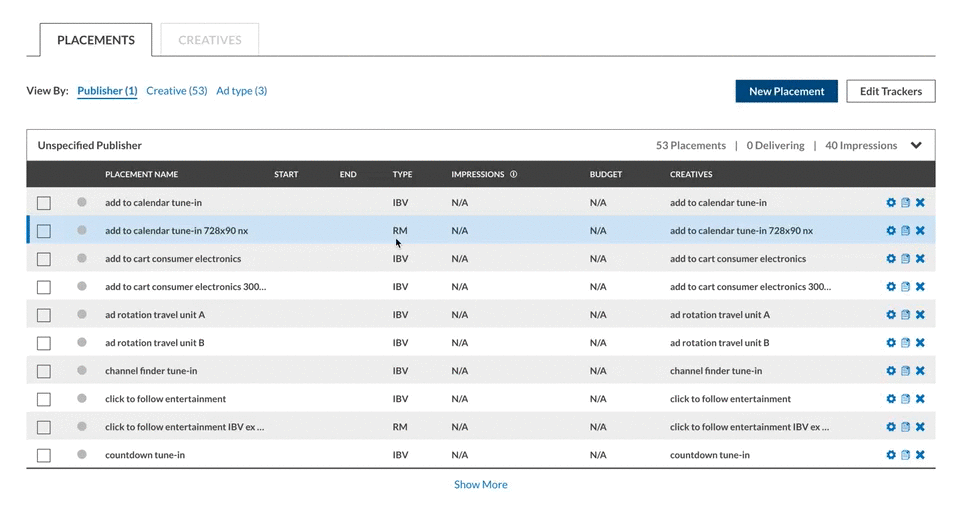 PLACEMENTS CREATIVES
View By: Publisher (1) Creative (53) Ad type (3) New Placement Edit Trackers
Unspecified Publisher 53 Placements | 0 Delivering | 40 Impressions
PLACEMENT NAME START END TYPE IMPRESSIONS BUDGET CREATIVES
add to calendar tune-in IBV N/A N/A add to calendar tune-in
add to calendar tune-in 728x90 nx RM N/A N/A add to calendar tune-in 728x90 nx
add to cart consumer electronics IBV N/A N/A add to cart consumer electronics
add to cart consumer electronics 300... IBV N/A N/A add to cart consumer electronics 300...
ad rotation travel unit A IBV N/A N/A ad rotation travel unit A
ad rotation travel unit B IBV N/A N/A ad rotation travel unit B
channel finder tune-in IBV N/A N/A channel finder tune-in
click to follow entertainment IBV N/A N/A click to follow entertainment
click to follow entertainment IBV ex ... RM N/A N/A click to follow entertainment IBV ex ...
countdown tune-in IBV N/A N/A countdown tune-in
Show More